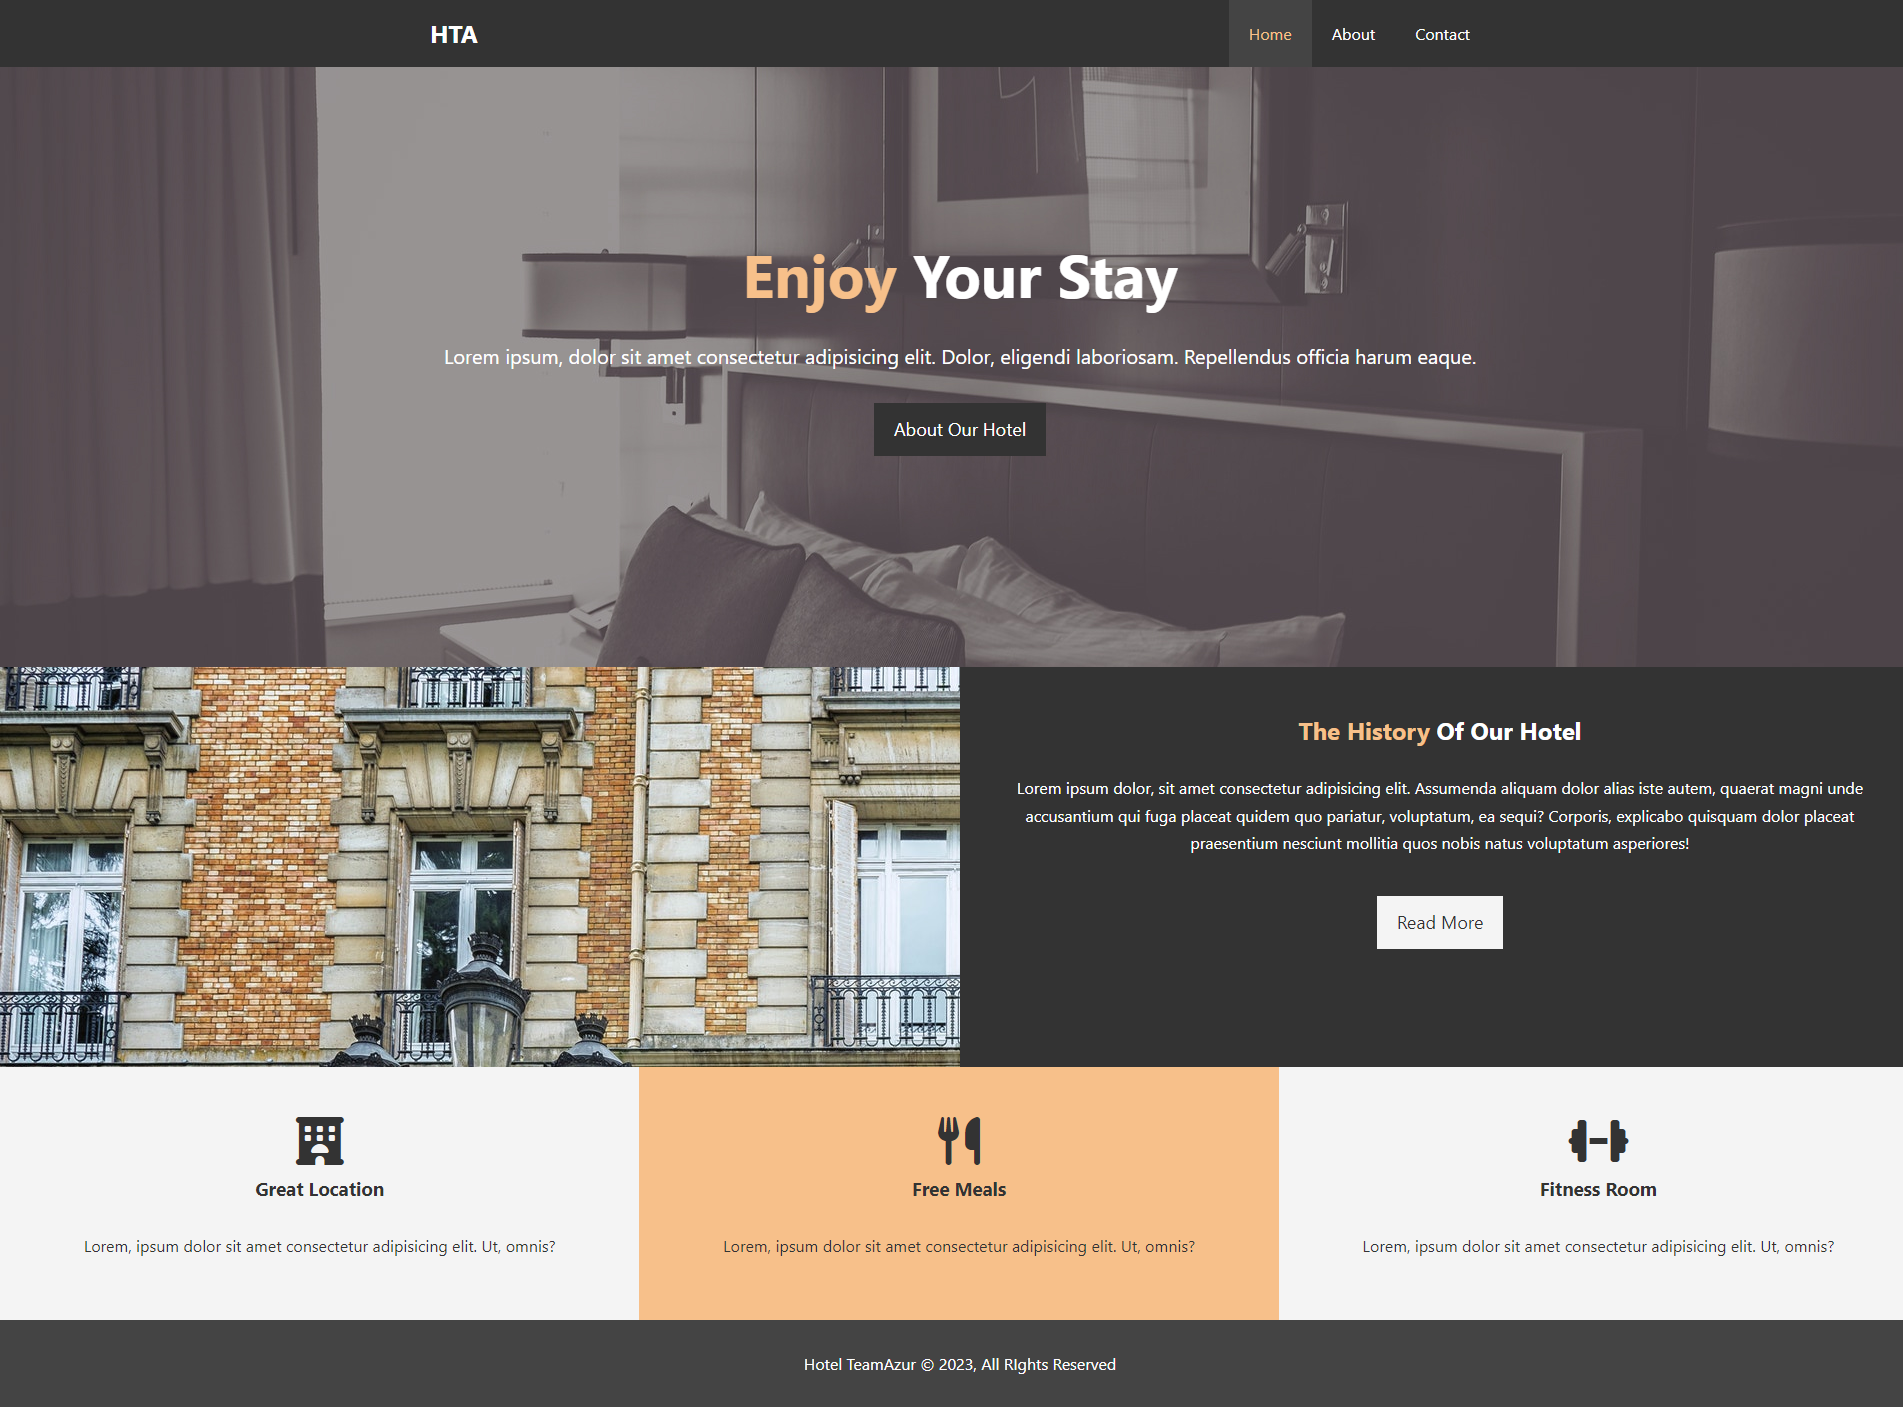 HTA
Home
About
Contact
Enjoy Your Stay
Lorem ipsum, dolor sit amet consectetur adipisicing elit. Dolor, eligendi laboriosam. Repellendus officia harum eaque.
About Our Hotel
The History Of Our Hotel
Lorem ipsum dolor, sit amet consectetur adipisicing elit. Assumenda aliquam dolor alias iste autem, quaerat magni unde
accusantium qui fuga placeat quidem quo pariatur, voluptatum, ea sequi? Corporis, explicabo quisquam dolor placeat
praesentium nesciunt mollitia quos nobis natus voluptatum asperiores!
Read More
Great Location
Lorem, ipsum dolor sit amet consectetur adipisicing elit. Ut, omnis?
Free Meals
Lorem, ipsum dolor sit amet consectetur adipisicing elit. Ut, omnis?
Fitness Room
Lorem, ipsum dolor sit amet consectetur adipisicing elit. Ut, omnis?
Hotel TeamAzur © 2023, All RIghts Reserved